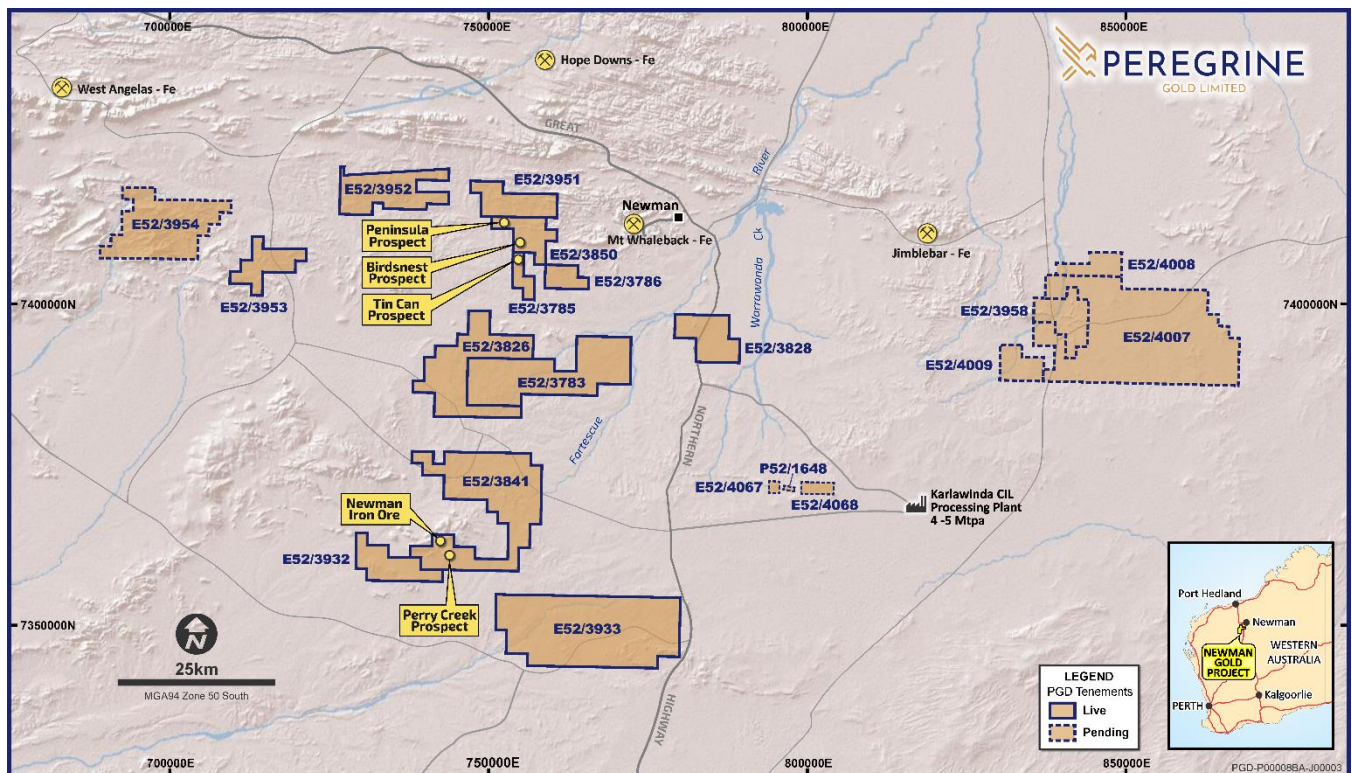 700000E
750000E
800000E
850000E
PEREGRINE
GOLD LIMITED
Hope Downs - Fe
West Angelas - Fe
GREAT
River
E52/3952
E52/3951
E52/3954
Newman
Peninsula
Prospect
Mt Whaleback - Fe
Warrawanda Ck
Jimblebar - Fe
Birdsnest
Prospect
E52/3850
E52/4008
E52/3953
Tin Can
Prospect
E52/3786
E52/3785
7400000N
7400000N
E52/3958
E52/4007
E52/3826
E52/3828
E52/4009
E52/3783
Fortescue
NORTHERN
E52/3841
P52/1648
E52/4067
E52/4068
Karlawinda CIL
Processing Plant
4 -5 Mtpa
Newman
Iron Ore
E52/3932
Perry Creek
Prospect
7350000N
7350000N
E52/3933
N
25km
MGA94 Zone 50 South
HIGHWAY
LEGEND
PGD Tenements
Live
Pending
Port Hedland
Newman
NEWMAN
GOLD
PROJECT
WESTERN
AUSTRALIA
Kalgoorlie
PERTH
700000E
750000E
800000E
850000E
PGD-P00008BA-J00003